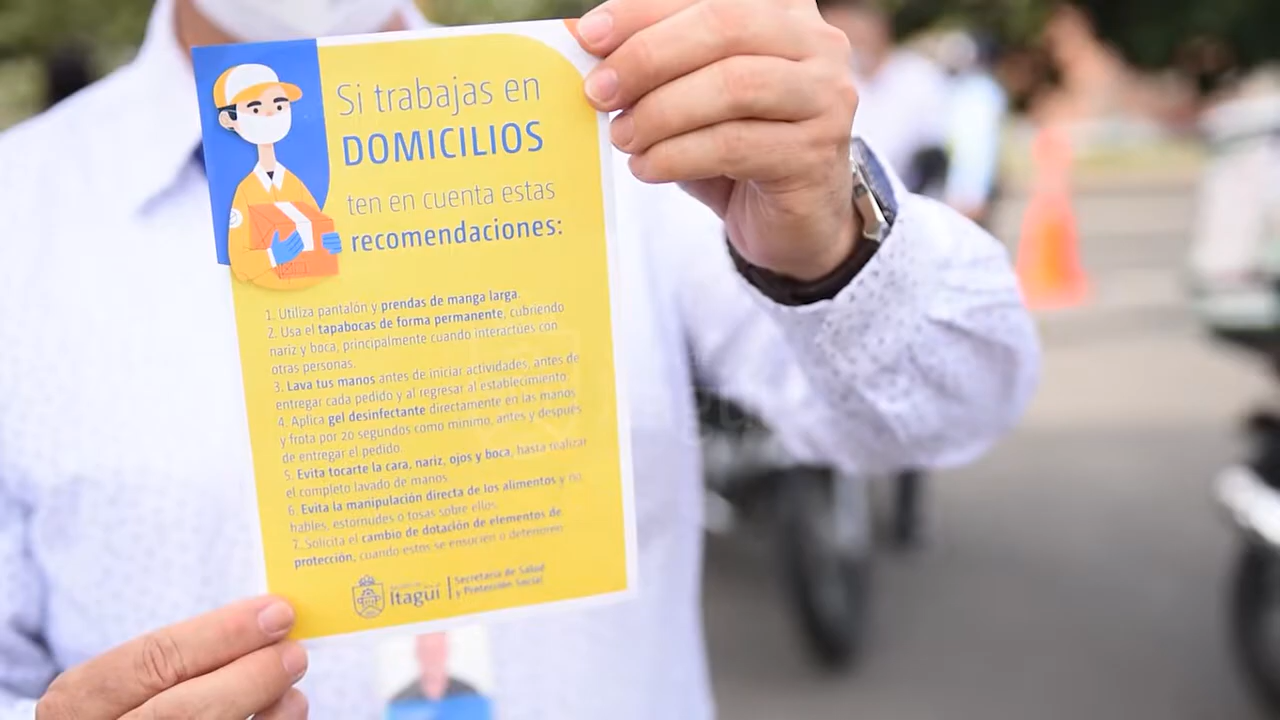 Si trabajas en
DOMICILIOS
ten en cuenta estas
recomendaciones:
1. Utiliza pantalón y prendas de manga larga.
2. Usa el tapabocas de forma permanente, cubriendo
nariz y boca, principalmente cuando interactúes con
otras personas.
3. Lava tus manos antes de iniciar actividades, antes de
entregar cada pedido y al regresar al establecimiento.
4. Aplica gel desinfectante directamente en las manos
y frota por 20 segundos como mínimo, antes y después
de entregar el pedido.
5. Evita tocarte la cara, nariz, ojos y boca, hasta realizar
el completo lavado de manos.
6. Evita la manipulación directa de los alimentos y no
hables, estornudes o tosas sobre ellos.
7. Solicita el cambio de dotación de elementos de
protección, cuando estos se ensucien o deterioren
Itagüí
Secretaría de Salud
y Protección Social